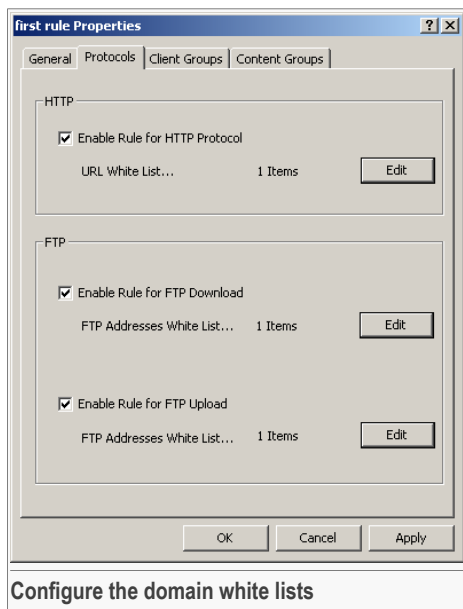 first rule Properties
General Protocols Client Groups Content Groups
HTTP
Enable Rule for HTTP Protocol
URL White List... 1 Items Edit
FTP
Enable Rule for FTP Download
FTP Addresses White List... 1 Items Edit
Enable Rule for FTP Upload
FTP Addresses White List... 1 Items Edit
OK Cancel Apply
Configure the domain white lists